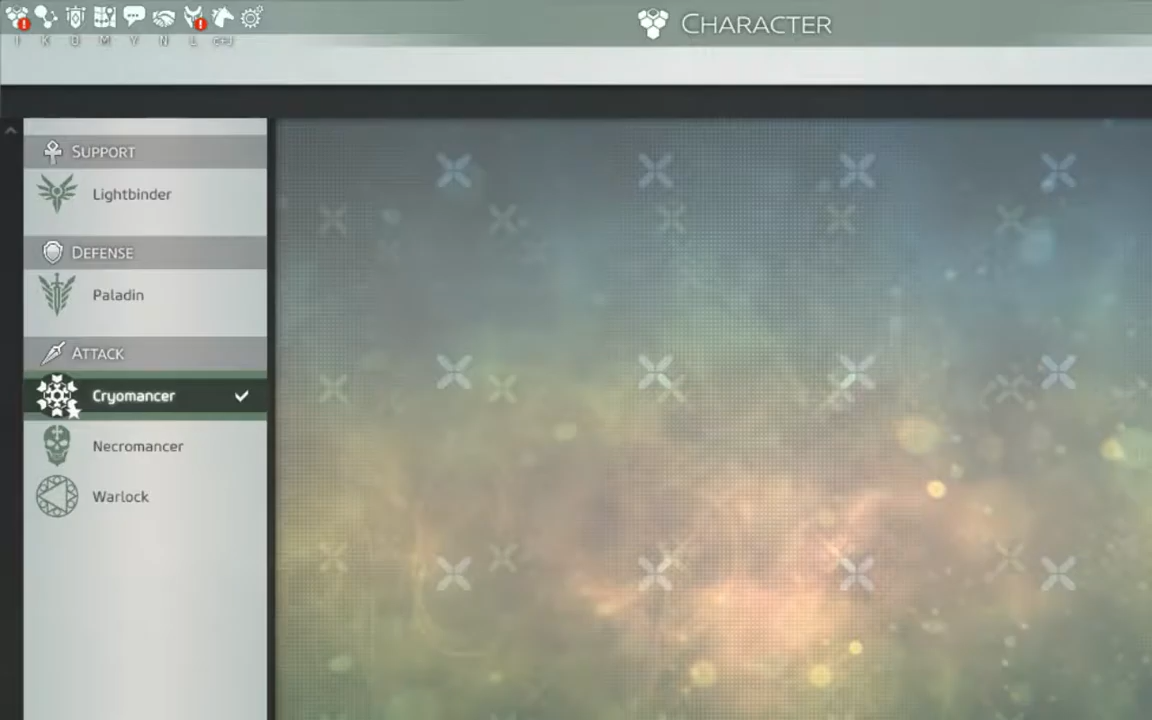 I K B M Y N L C+J
CHARACTER
SUPPORT
Lightbinder
DEFENSE
Paladin
ATTACK
Cryomancer
Necromancer
Warlock